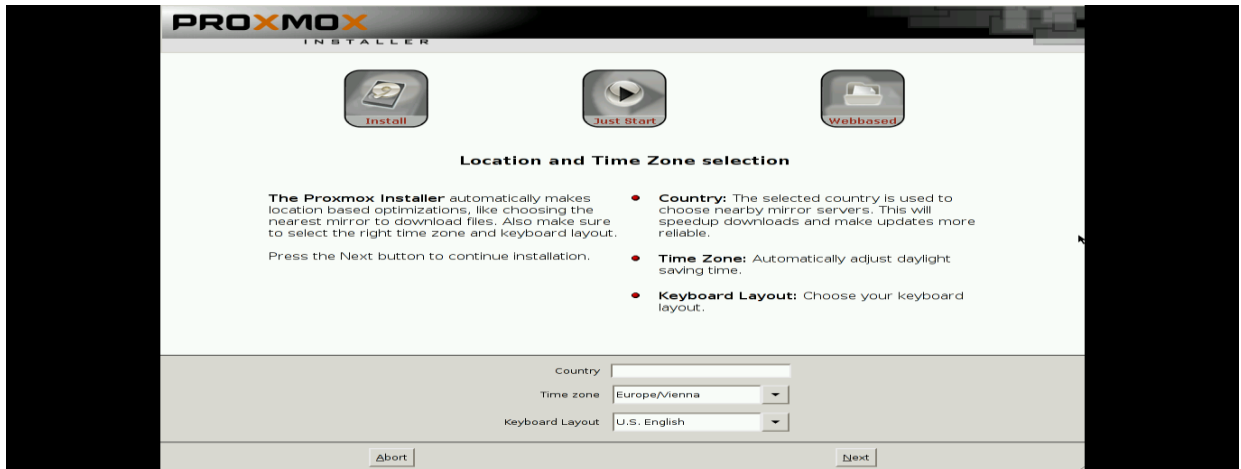 PROXMOX
INSTALLER
Install
Just Start
Webbased
Location and Time Zone selection
The Proxmox Installer automatically makes
location based optimizations, like choosing the
nearest mirror to download files. Also make sure
to select the right time zone and keyboard layout.
Press the Next button to continue installation.
Country: The selected country is used to
choose nearby mirror servers. This will
speedup downloads and make updates more
reliable.
Time Zone: Automatically adjust daylight
saving time.
Keyboard Layout: Choose your keyboard
layout.
Country
Time zone Europe/Vienna
Keyboard Layout U.S. English
Abort Next